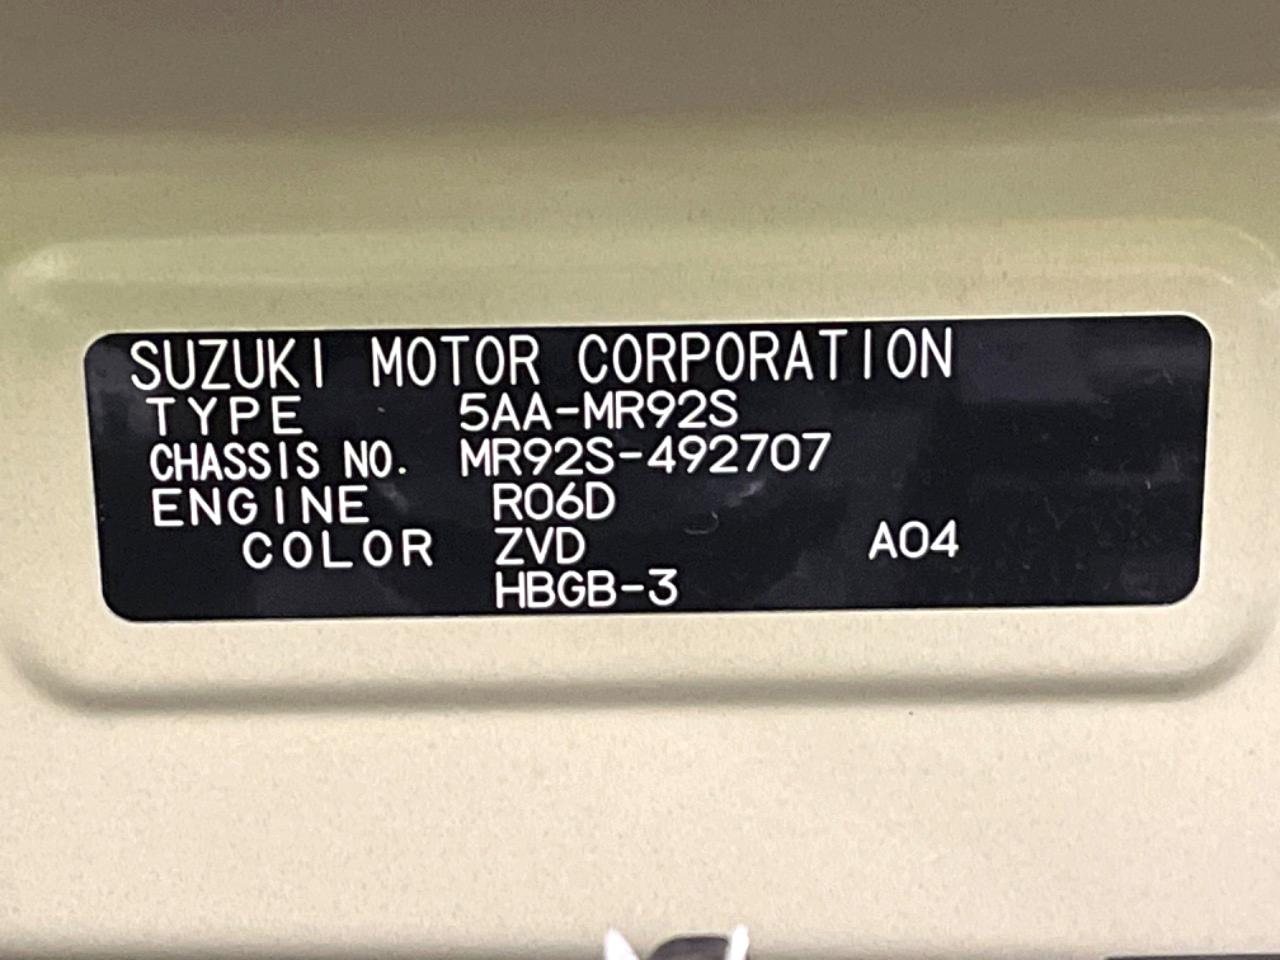 SUZUKI MOTOR CORPORATION
TYPE 5AA-MR92S
CHASSIS NO. MR92S-492707
ENGINE R06D
COLOR ZVD A04
HBGB-3